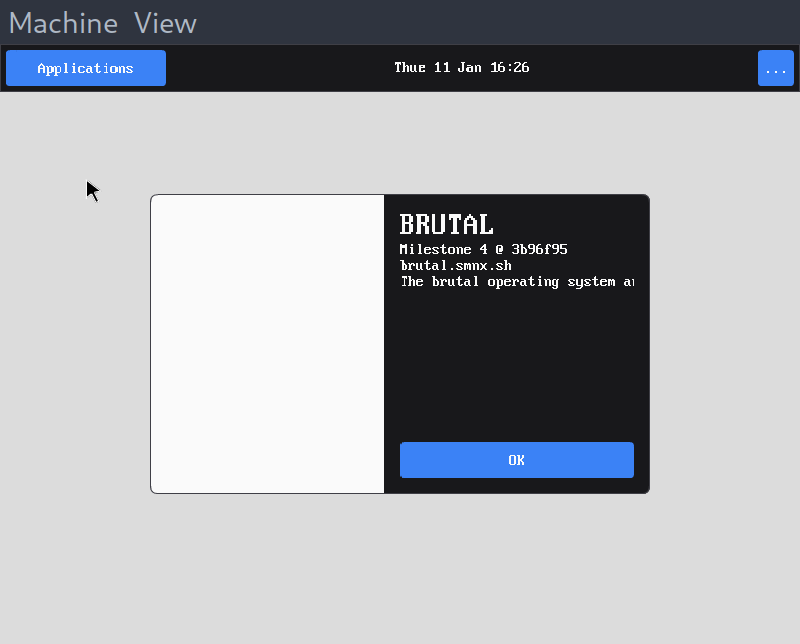 Machine View
Applications
Thue 11 Jan 16:26
...
BRUTAL
Milestone 4 @ 3b96f95
brutal.smnx.sh
The brutal operating system
OK